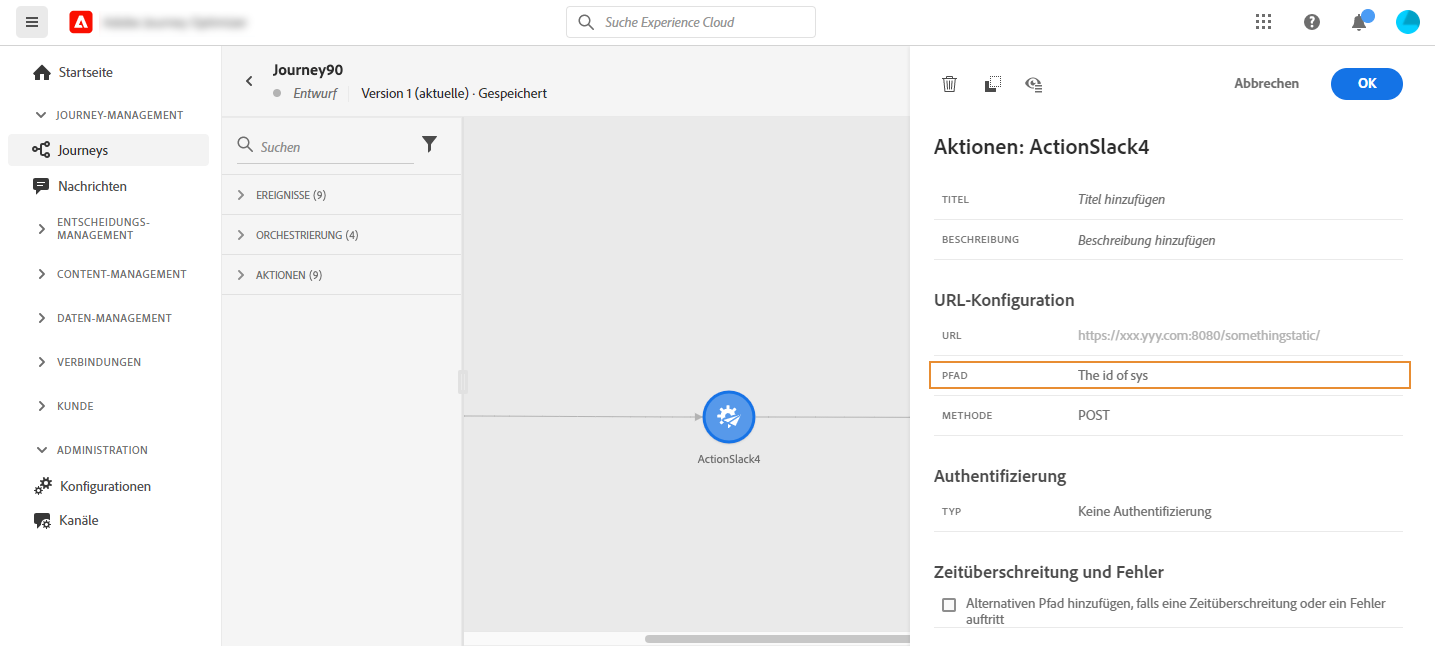 Suche Experience Cloud
Startseite
JOURNEY-MANAGEMENT
Journeys
Nachrichten
ENTSCHEIDUNGS-
MANAGEMENT
CONTENT-MANAGEMENT
DATEN-MANAGEMENT
VERBINDUNGEN
KUNDE
ADMINISTRATION
Konfigurationen
Kanäle
Journey90
Entwurf Version 1 (aktuelle) · Gespeichert
Suchen
EREIGNISSE (9)
ORCHESTRIERUNG (4)
AKTIONEN (9)
ActionSlack4
Abbrechen OK
Aktionen: ActionSlack4
TITEL Titel hinzufügen
BESCHREIBUNG Beschreibung hinzufügen
URL-Konfiguration
URL https://xxx.yyy.com:8080/somethingstatic/
PFAD The id of sys
METHODE POST
Authentifizierung
TYP Keine Authentifizierung
Zeitüberschreitung und Fehler
Alternativen Pfad hinzufügen, falls eine Zeitüberschreitung oder ein Fehler
auftritt